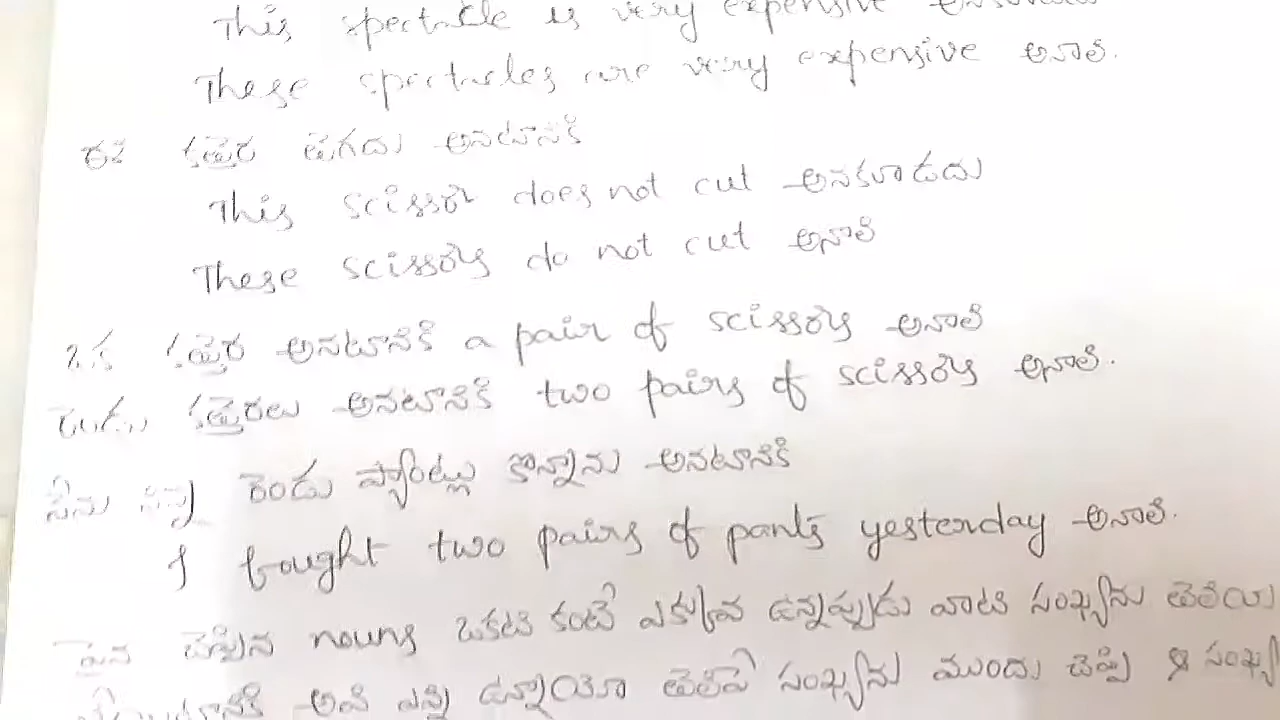 This spectacle is very expensive అనకూడదు
These spectacles are very expensive అనాలి.
ఈ కత్తెర తెగదు అనటానికి
This scissor does not cut అనకూడదు
These scissors do not cut అనాలి
ఒక కత్తెర అనటానికి a pair of scissors అనాలి
రెండు కత్తెరలు అనటానికి two pairs of scissors అనాలి.
నేను నిన్న రెండు ప్యాంట్లు కొన్నాను అనటానికి
I bought two pairs of pants yesterday అనాలి.
పైన చెప్పిన nouns ఒకటి కంటే ఎక్కువ ఉన్నప్పుడు వాటి సంఖ్యను
అవి ఎన్ని ఉన్నాయో తెలిపే సంఖ్యను ముందు చెప్పి ఆ సంఖ్య